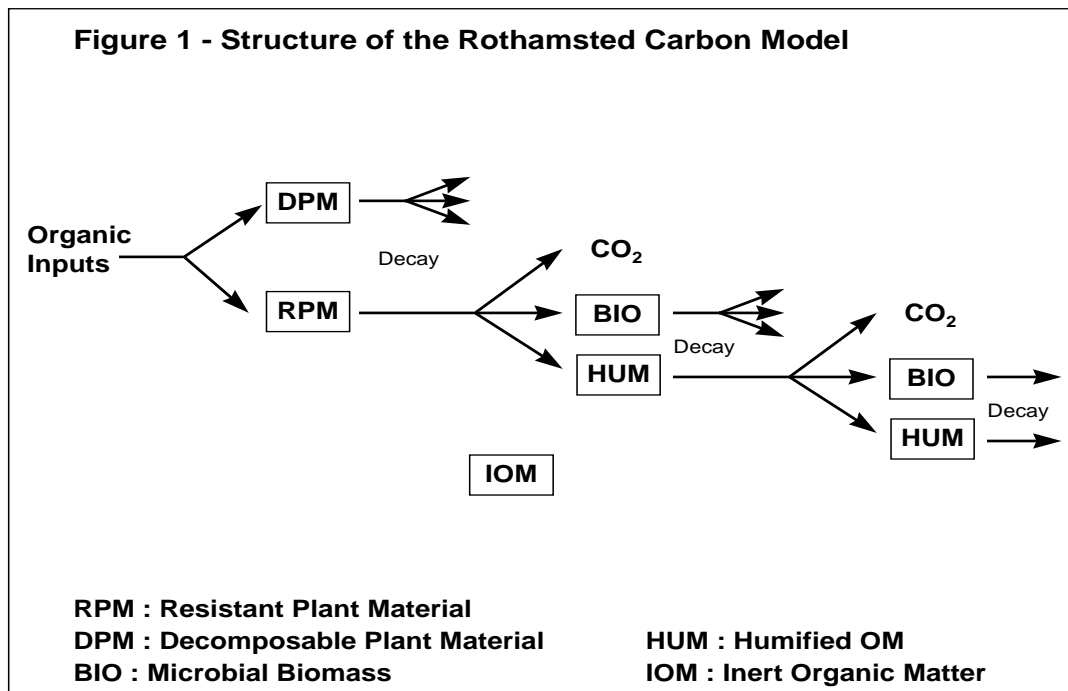 Figure 1 - Structure of the Rothamsted Carbon Model
DPM
Organic
Inputs
Decay
RPM
CO₂
BIO
Decay
HUM
CO₂
BIO
Decay
HUM
IOM
RPM : Resistant Plant Material
DPM : Decomposable Plant Material
HUM : Humified OM
BIO : Microbial Biomass
IOM : Inert Organic Matter